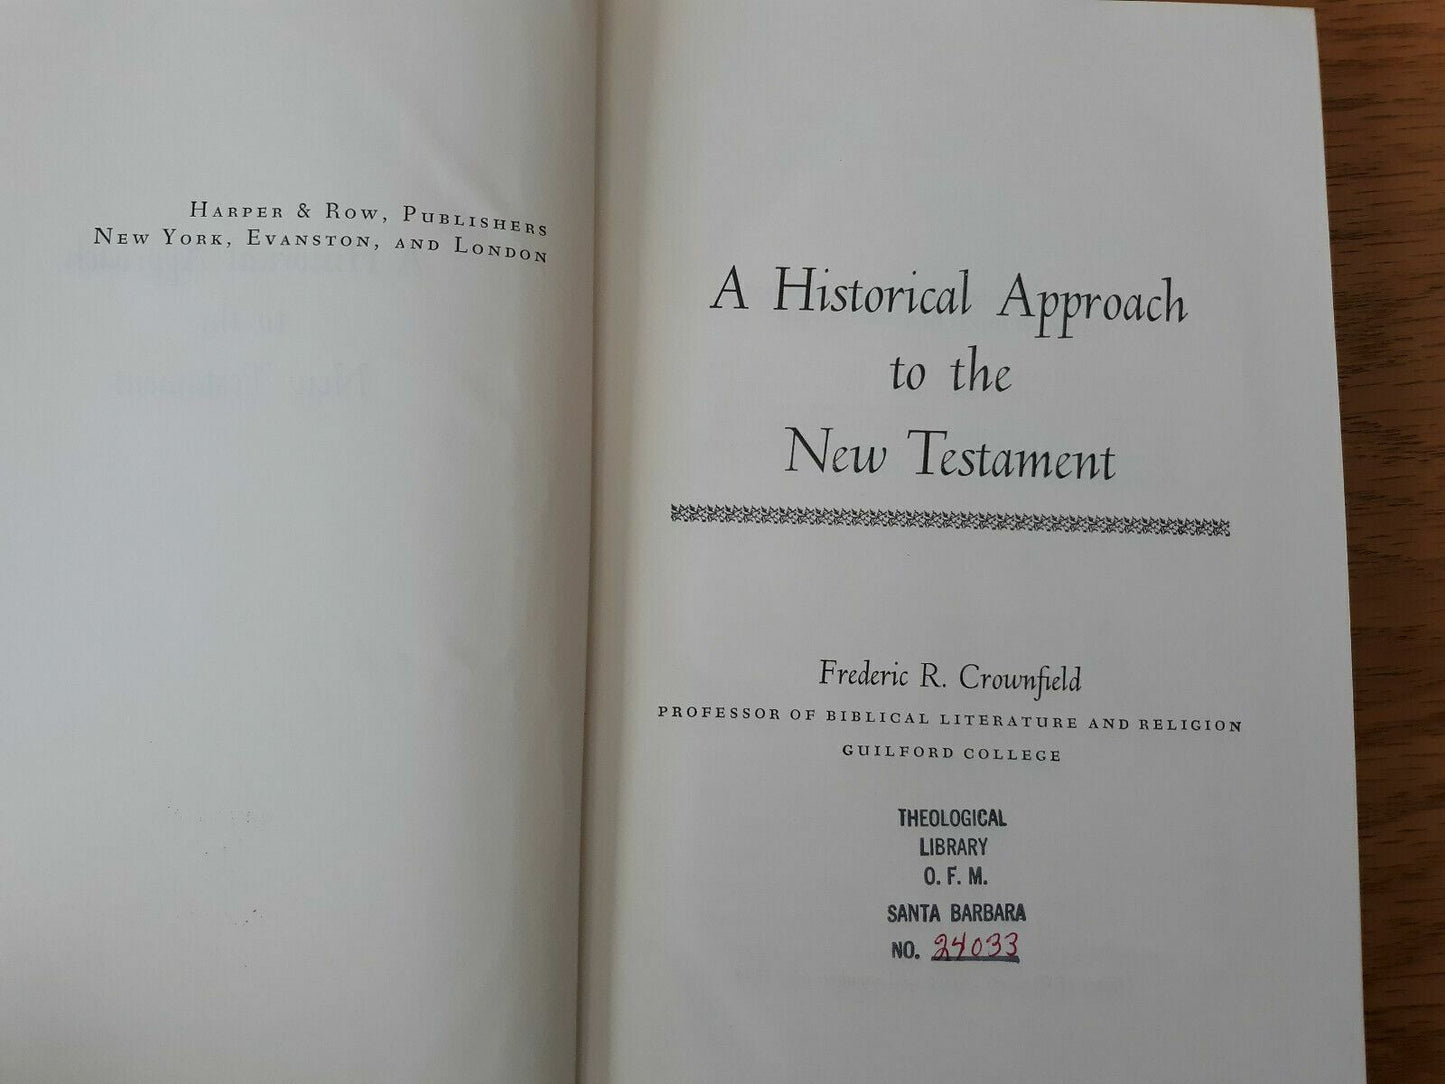 Harper & Row, Publishers
New York, Evanston, and London
A Historical Approach
to the
New Testament
Frederic R. Crownfield
PROFESSOR OF BIBLICAL LITERATURE AND RELIGION
GUILFORD COLLEGE
THEOLOGICAL
LIBRARY
O. F. M.
SANTA BARBARA
NO. 24033